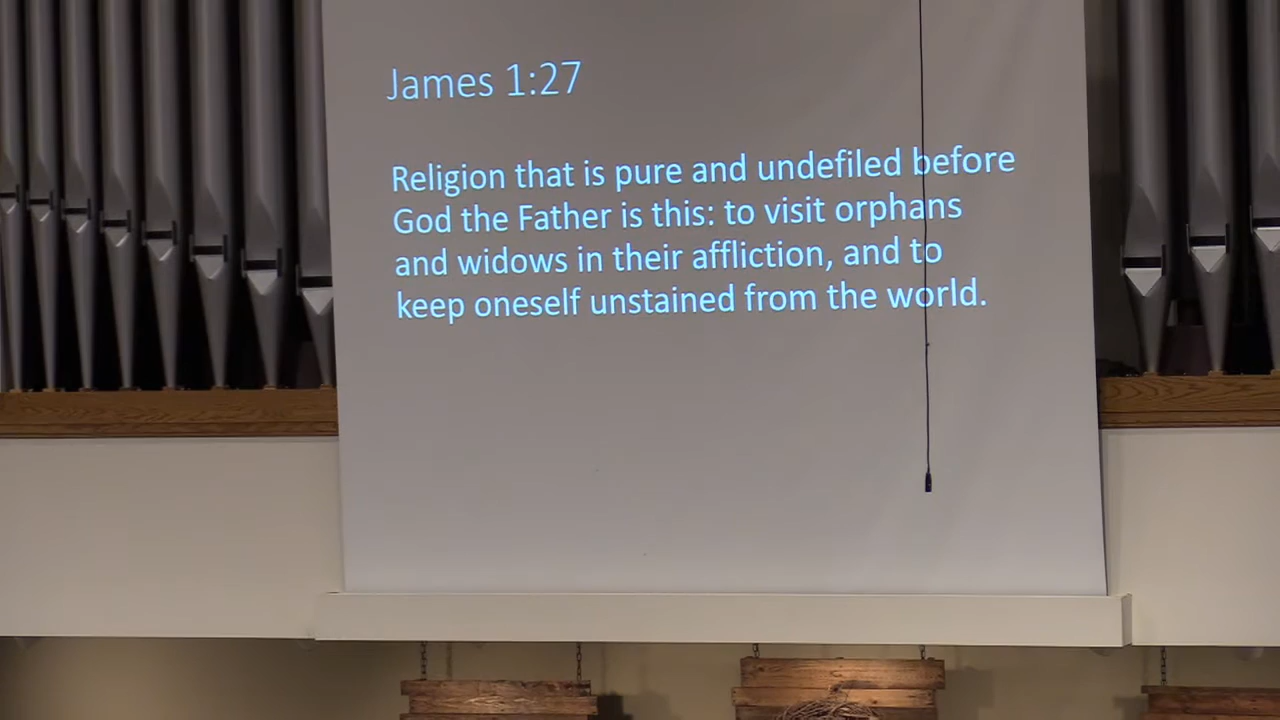 James 1:27
Religion that is pure and undefiled before
God the Father is this: to visit orphans
and widows in their affliction, and to
keep oneself unstained from the world.